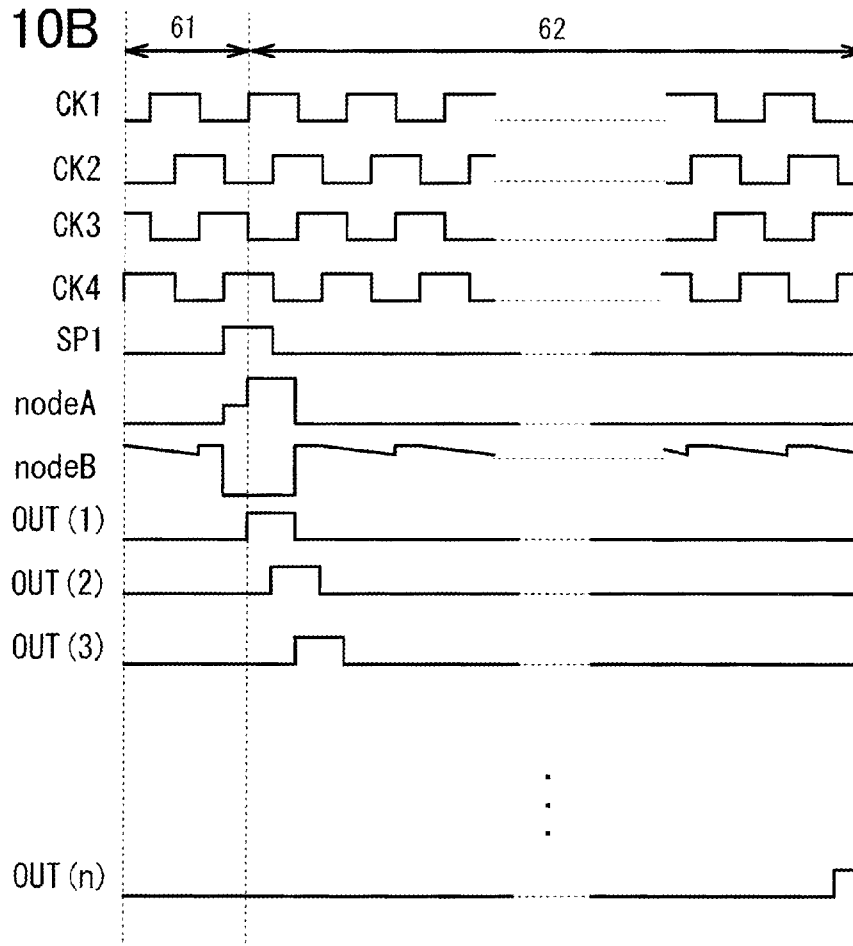 10B
61 62
CK1
CK2
CK3
CK4
SP1
nodeA
nodeB
OUT(1)
OUT(2)
OUT(3)
OUT(n)